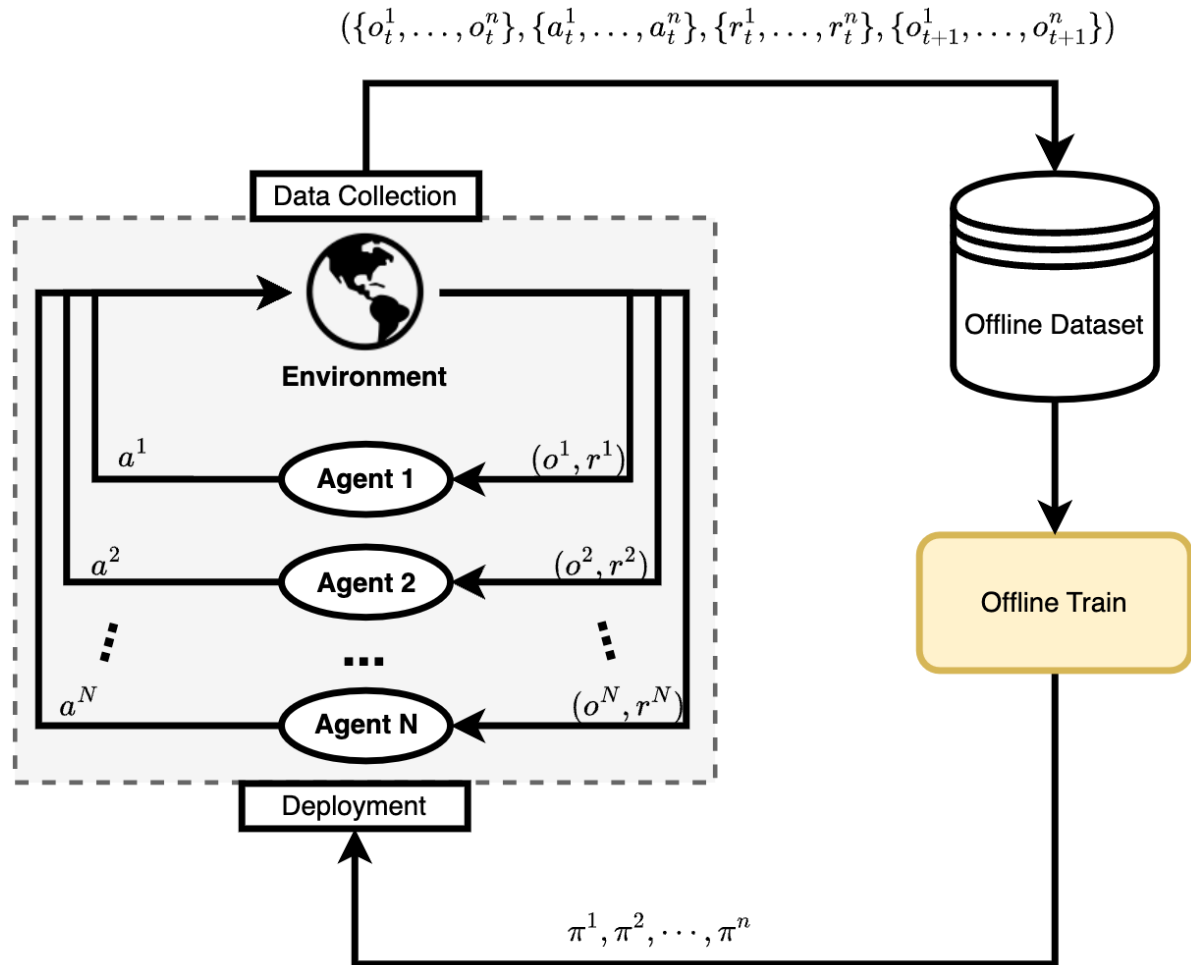 ({o_t^1, …, o_t^n}, {a_t^1, …, a_t^n}, {r_t^1, …, r_t^n}, {o_{t+1}^1, …, o_{t+1}^n})
Data Collection
Environment
Offline Dataset
a^1
Agent 1
(o^1, r^1)
a^2
Agent 2
(o^2, r^2)
Offline Train
...
a^N
Agent N
(o^N, r^N)
Deployment
π^1, π^2, ⋯, π^n